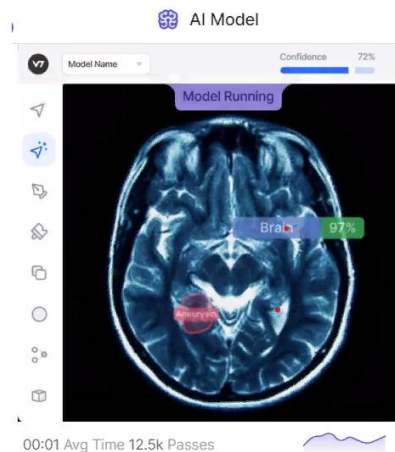 AI Model
V7
Model Name
Confidence 72%
Model Running
Brain 97%
Aneurysm
00:01 Avg Time 12.5k Passes